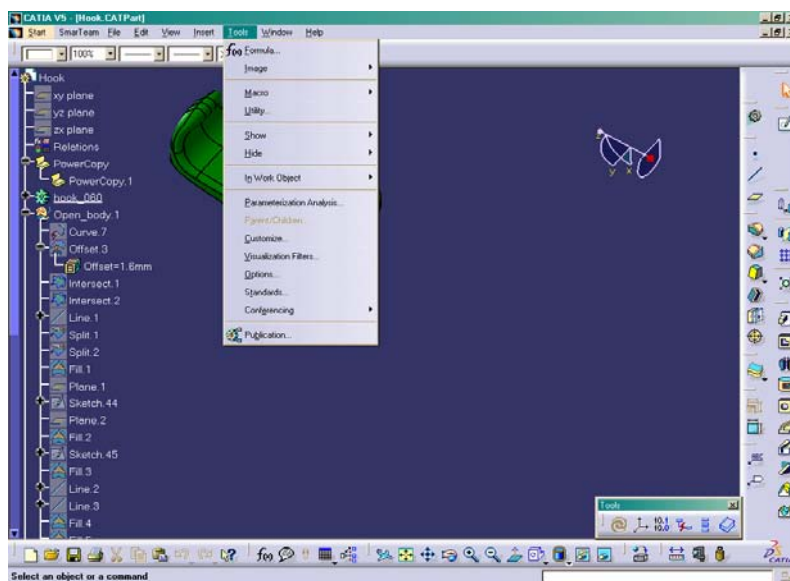 CATIA V5 - [Hook.CATPart]
Start SmarTeam File Edit View Insert Tools Window Help
100%
Formula...
Image
Macro
Utility...
Show
Hide
In Work Object
Parameterization Analysis...
Parent/Children...
Customize...
Visualization Filters...
Options...
Standards...
Conferencing
Publication...
Hook
xy plane
yz plane
zx plane
Relations
PowerCopy
PowerCopy.1
hook_060
Open_body.1
Curve.7
Offset.3
Offset=1.6mm
Intersect.1
Intersect.2
Line.1
Split.1
Split.2
Fill.1
Plane.1
Sketch.44
Plane.2
Fill.2
Sketch.45
Fill.3
Line.2
Line.3
Fill.4
y x
Tools
10.1
10.0
Select an object or a command